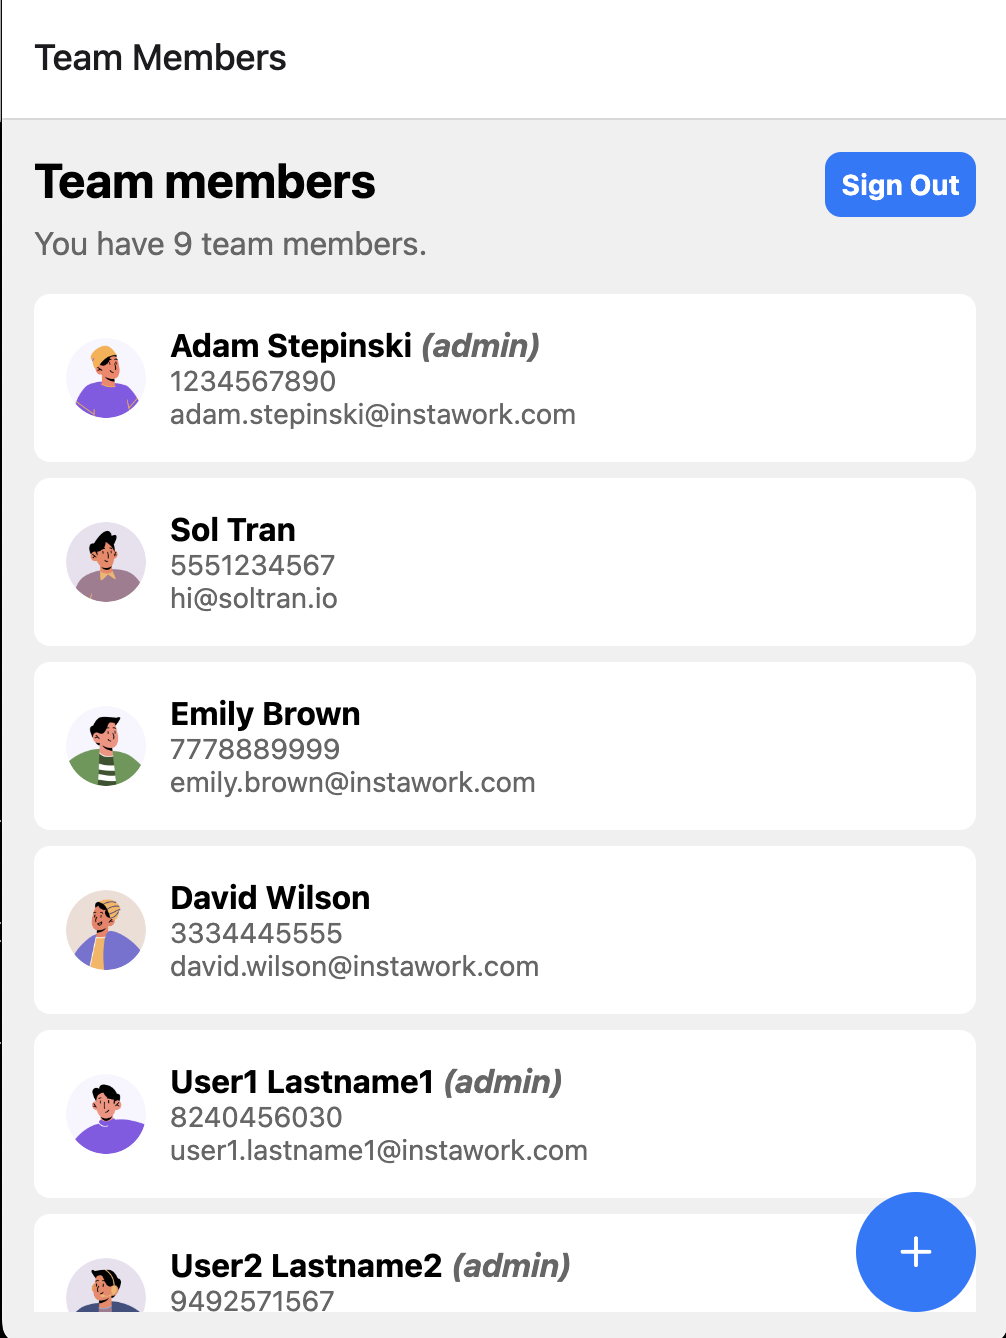 Team Members
Team members
Sign Out
You have 9 team members.
Adam Stepinski (admin)
1234567890
adam.stepinski@instawork.com
Sol Tran
5551234567
hi@soltran.io
Emily Brown
7778889999
emily.brown@instawork.com
David Wilson
3334445555
david.wilson@instawork.com
User1 Lastname1 (admin)
8240456030
user1.lastname1@instawork.com
User2 Lastname2 (admin)
9492571567
+